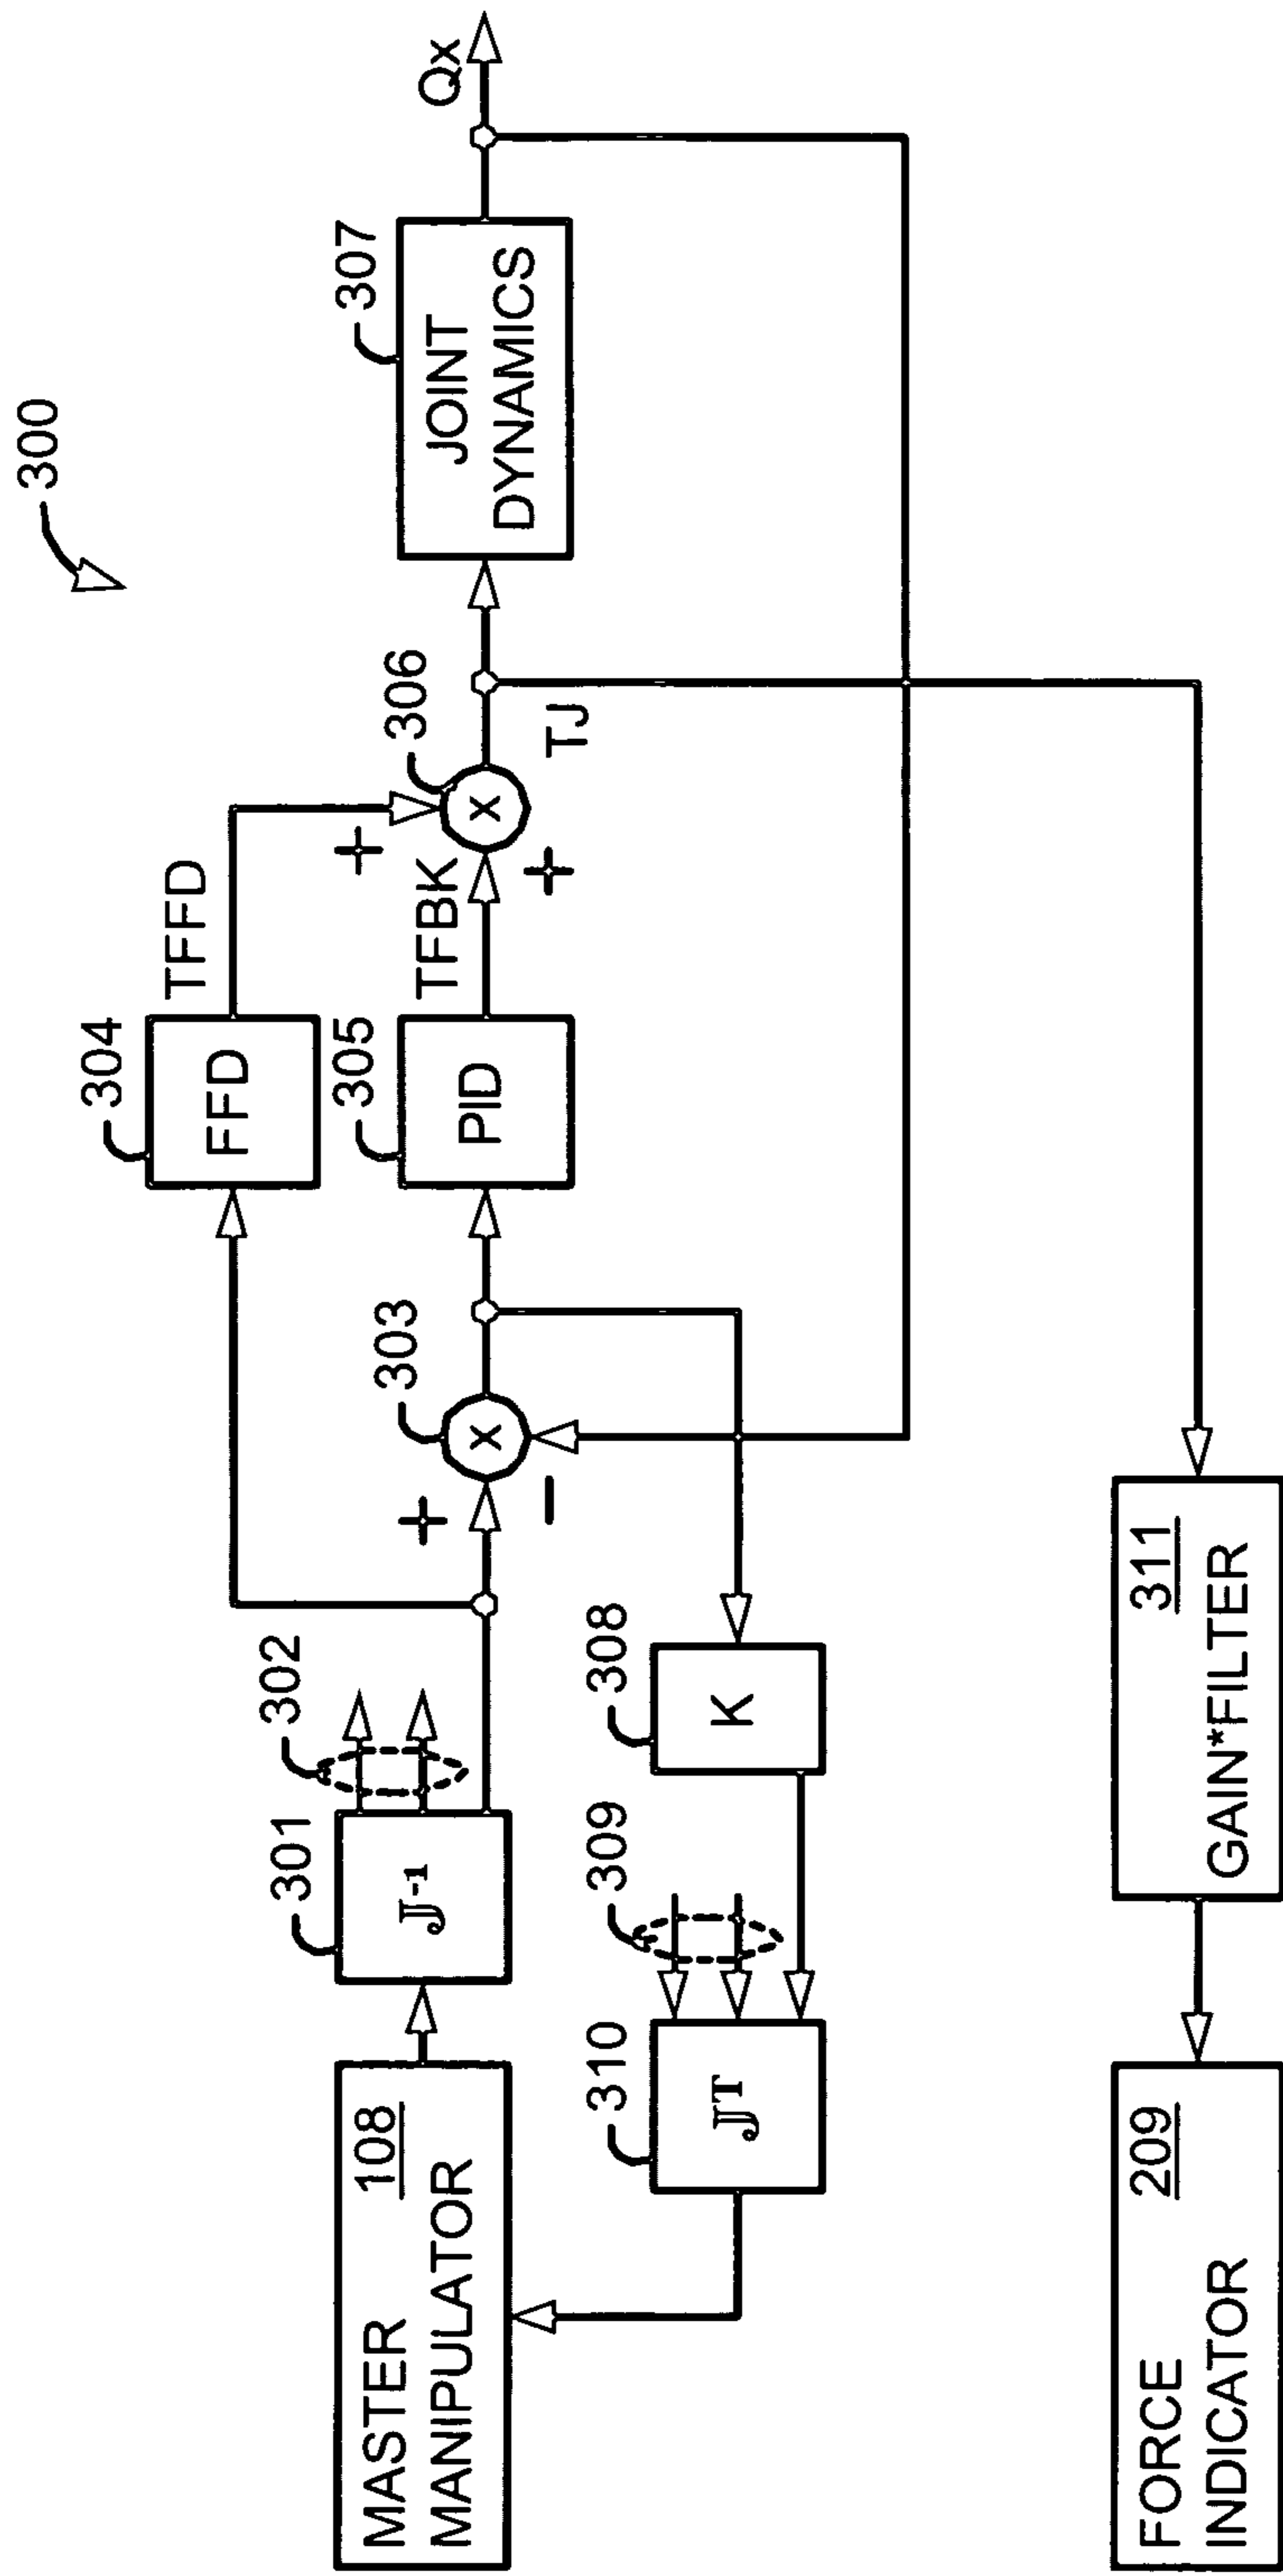 300
304
TFFD
FFD
+
302
301
303
305
306
307
Qx
MASTER 108
MANIPULATOR
J-1
+
x
−
PID
TFBK
x
+
TJ
JOINT
DYNAMICS
310
309
308
JT
K
FORCE 209
INDICATOR
311
GAIN*FILTER